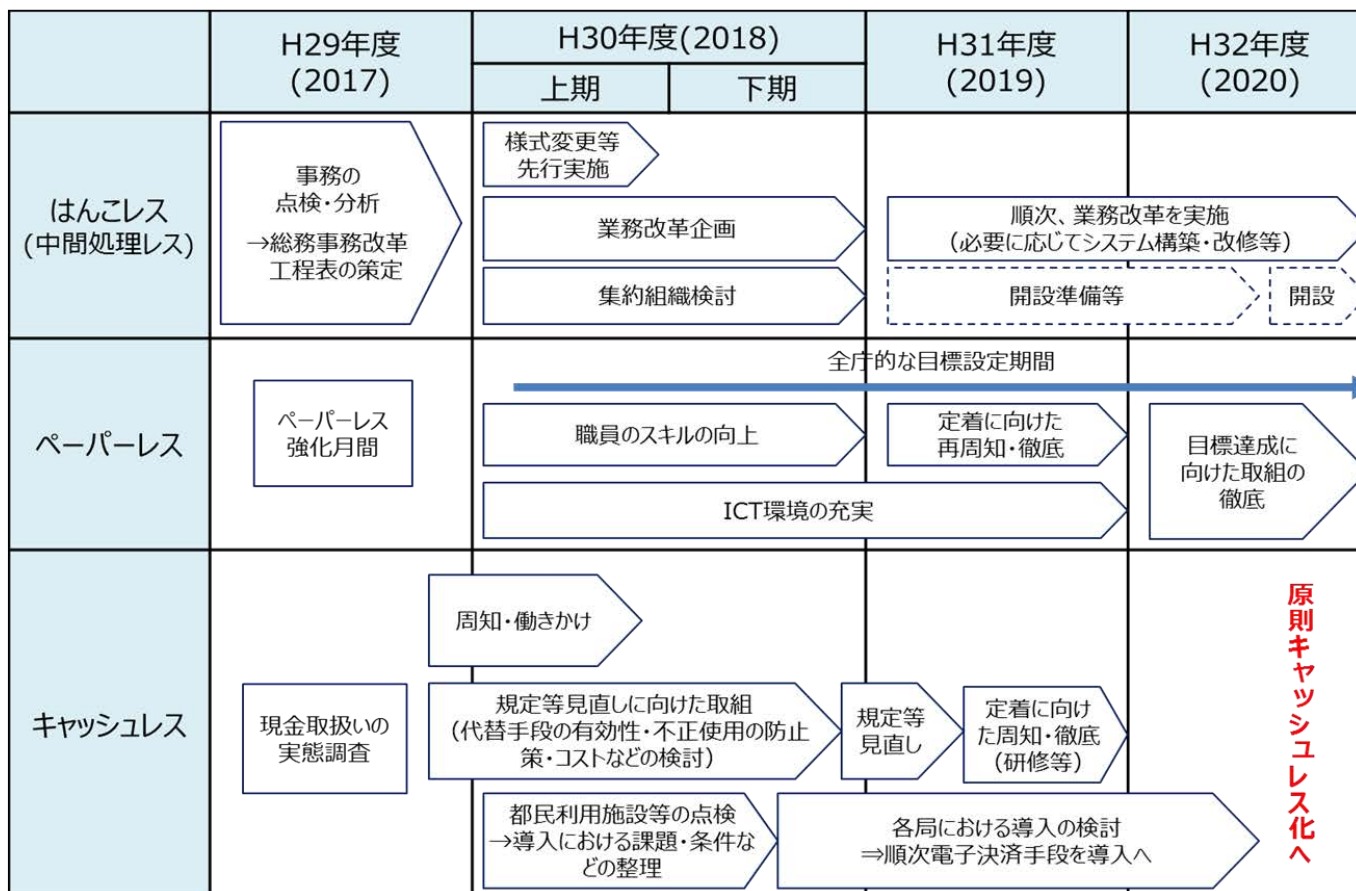 H29年度
(2017)
H30年度(2018)
上期
下期
H31年度
(2019)
H32年度
(2020)
はんこレス
(中間処理レス)
事務の
点検・分析
→総務事務改革
工程表の策定
様式変更等
先行実施
業務改革企画
集約組織検討
順次、業務改革を実施
(必要に応じてシステム構築・改修等)
開設準備等
開設
ペーパーレス
ペーパーレス
強化月間
全庁的な目標設定期間
職員のスキルの向上
定着に向けた
再周知・徹底
ICT環境の充実
目標達成に
向けた取組の
徹底
キャッシュレス
現金取扱いの
実態調査
周知・働きかけ
規定等見直しに向けた取組
(代替手段の有効性・不正使用の防止
策・コストなどの検討)
規定等
見直し
定着に向け
た周知・徹底
(研修等)
都民利用施設等の点検
→導入における課題・条件な
どの整理
各局における導入の検討
⇒順次電子決済手段を導入へ
原則キャッシュレス化へ